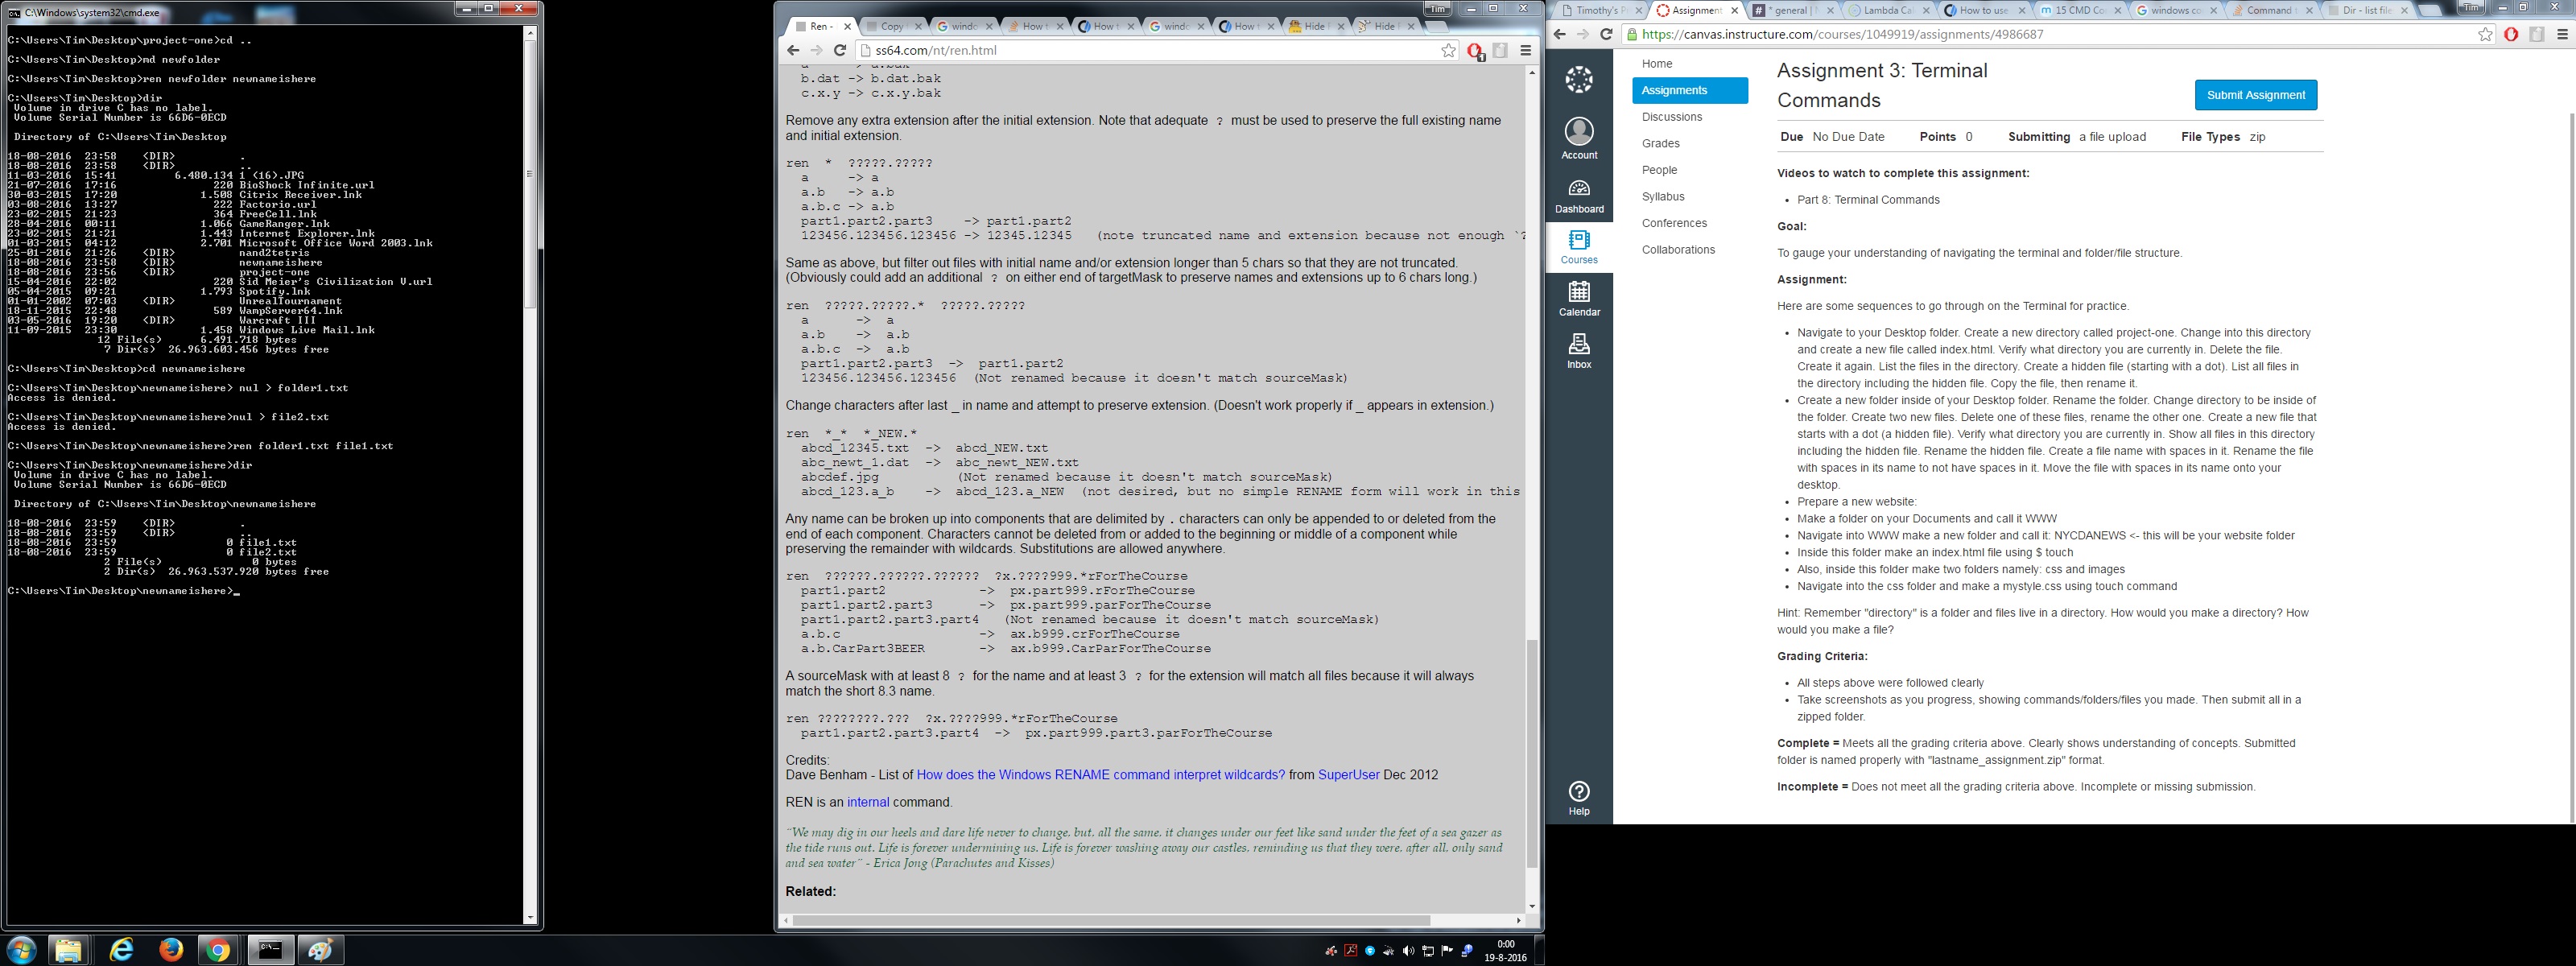 C:\Windows\system32\cmd.exe
C:\Users\Tim\Desktop\project-one>cd ..
C:\Users\Tim\Desktop>md newfolder
C:\Users\Tim\Desktop>ren newfolder newnameishere
C:\Users\Tim\Desktop>dir
Volume in drive C has no label.
Volume Serial Number is 66D6-0ECD
Directory of C:\Users\Tim\Desktop
18-08-2016 23:58 <DIR> .
18-08-2016 23:58 <DIR> ..
11-03-2016 15:41 6.480.134 i (16).JPG
21-07-2016 17:16 220 BioShock Infinite.url
30-03-2015 17:20 1.508 Citrix Receiver.lnk
03-08-2016 13:27 222 Factorio.url
23-02-2015 21:23 364 FreeCell.lnk
28-04-2016 00:11 1.066 GameRanger.lnk
23-02-2015 21:21 1.443 Internet Explorer.lnk
01-03-2015 04:12 2.701 Microsoft Office Word 2003.lnk
25-01-2016 21:26 <DIR> nand2tetris
18-08-2016 23:58 <DIR> newnameishere
18-08-2016 23:56 <DIR> project-one
15-04-2016 22:02 220 Sid Meier's Civilization V.url
05-04-2015 09:21 1.793 Spotify.lnk
01-01-2002 07:03 <DIR> UnrealTournament
18-11-2015 22:48 589 WampServer64.lnk
03-05-2016 19:20 <DIR> Warcraft III
11-09-2015 23:30 1.458 Windows Live Mail.lnk
12 File(s) 6.491.718 bytes
7 Dir(s) 26.963.603.456 bytes free
C:\Users\Tim\Desktop>cd newnameishere
C:\Users\Tim\Desktop\newnameishere> nul > folder1.txt
Access is denied.
C:\Users\Tim\Desktop\newnameishere>nul > file2.txt
Access is denied.
C:\Users\Tim\Desktop\newnameishere>ren folder1.txt file1.txt
C:\Users\Tim\Desktop\newnameishere>dir
Volume in drive C has no label.
Volume Serial Number is 66D6-0ECD
Directory of C:\Users\Tim\Desktop\newnameishere
18-08-2016 23:59 <DIR> .
18-08-2016 23:59 <DIR> ..
18-08-2016 23:59 0 file1.txt
18-08-2016 23:59 0 file2.txt
2 File(s) 0 bytes
2 Dir(s) 26.963.537.920 bytes free
C:\Users\Tim\Desktop\newnameishere>_
Tim
Ren - Copy windo How t How t windo How t Hide Hide
ss64.com/nt/ren.html
b.dat -> b.dat.bak
c.x.y -> c.x.y.bak
Remove any extra extension after the initial extension. Note that adequate ? must be used to preserve the full existing name
and initial extension.
ren * ?????.?????
a -> a
a.b -> a.b
a.b.c -> a.b
part1.part2.part3 -> part1.part2
123456.123456.123456 -> 12345.12345 (note truncated name and extension because not enough `?
Same as above, but filter out files with initial name and/or extension longer than 5 chars so that they are not truncated.
(Obviously could add an additional ? on either end of targetMask to preserve names and extensions up to 6 chars long.)
ren ?????.?????.* ?????.?????
a -> a
a.b -> a.b
a.b.c -> a.b
part1.part2.part3 -> part1.part2
123456.123456.123456 (Not renamed because it doesn't match sourceMask)
Change characters after last _ in name and attempt to preserve extension. (Doesn't work properly if _ appears in extension.)
ren *_* *_NEW.*
abcd_12345.txt -> abcd_NEW.txt
abc_newt_1.dat -> abc_newt_NEW.txt
abcdef.jpg (Not renamed because it doesn't match sourceMask)
abcd_123.a_b -> abcd_123.a_NEW (not desired, but no simple RENAME form will work in this
Any name can be broken up into components that are delimited by . characters can only be appended to or deleted from the
end of each component. Characters cannot be deleted from or added to the beginning or middle of a component while
preserving the remainder with wildcards. Substitutions are allowed anywhere.
ren ??????.??????.?????? ?x.????999.*rForTheCourse
part1.part2 -> px.part999.rForTheCourse
part1.part2.part3 -> px.part999.parForTheCourse
part1.part2.part3.part4 (Not renamed because it doesn't match sourceMask)
a.b.c -> ax.b999.crForTheCourse
a.b.CarPart3BEER -> ax.b999.CarParForTheCourse
A sourceMask with at least 8 ? for the name and at least 3 ? for the extension will match all files because it will always
match the short 8.3 name.
ren ????????.??? ?x.????999.*rForTheCourse
part1.part2.part3.part4 -> px.part999.part3.parForTheCourse
Credits:
Dave Benham - List of How does the Windows RENAME command interpret wildcards? from SuperUser Dec 2012
REN is an internal command.
“We may dig in our heels and dare life never to change, but, all the same, it changes under our feet like sand under the feet of a sea gazer as
the tide runs out. Life is forever undermining us. Life is forever washing away our castles, reminding us that they were, after all, only sand
and sea water” - Erica Jong (Parachutes and Kisses)
Related:
0:00
19-8-2016
Timothy's P Assignment * general | Lambda Cal How to use 15 CMD Co windows co Command Dir - list file Tim
https://canvas.instructure.com/courses/1049919/assignments/4986687
Account
Dashboard
Courses
Calendar
Inbox
Help
Home
Assignments
Discussions
Grades
People
Syllabus
Conferences
Collaborations
Assignment 3: Terminal
Commands
Submit Assignment
Due No Due Date Points 0 Submitting a file upload File Types zip
Videos to watch to complete this assignment:
• Part 8: Terminal Commands
Goal:
To gauge your understanding of navigating the terminal and folder/file structure.
Assignment:
Here are some sequences to go through on the Terminal for practice.
• Navigate to your Desktop folder. Create a new directory called project-one. Change into this directory
and create a new file called index.html. Verify what directory you are currently in. Delete the file.
Create it again. List the files in the directory. Create a hidden file (starting with a dot). List all files in
the directory including the hidden file. Copy the file, then rename it.
• Create a new folder inside of your Desktop folder. Rename the folder. Change directory to be inside of
the folder. Create two new files. Delete one of these files, rename the other one. Create a new file that
starts with a dot (a hidden file). Verify what directory you are currently in. Show all files in this directory
including the hidden file. Rename the hidden file. Create a file name with spaces in it. Rename the file
with spaces in its name to not have spaces in it. Move the file with spaces in its name onto your
desktop.
• Prepare a new website:
• Make a folder on your Documents and call it WWW
• Navigate into WWW make a new folder and call it: NYCDANEWS <- this will be your website folder
• Inside this folder make an index.html file using $ touch
• Also, inside this folder make two folders namely: css and images
• Navigate into the css folder and make a mystyle.css using touch command
Hint: Remember "directory" is a folder and files live in a directory. How would you make a directory? How
would you make a file?
Grading Criteria:
• All steps above were followed clearly
• Take screenshots as you progress, showing commands/folders/files you made. Then submit all in a
zipped folder.
Complete = Meets all the grading criteria above. Clearly shows understanding of concepts. Submitted
folder is named properly with "lastname_assignment.zip" format.
Incomplete = Does not meet all the grading criteria above. Incomplete or missing submission.